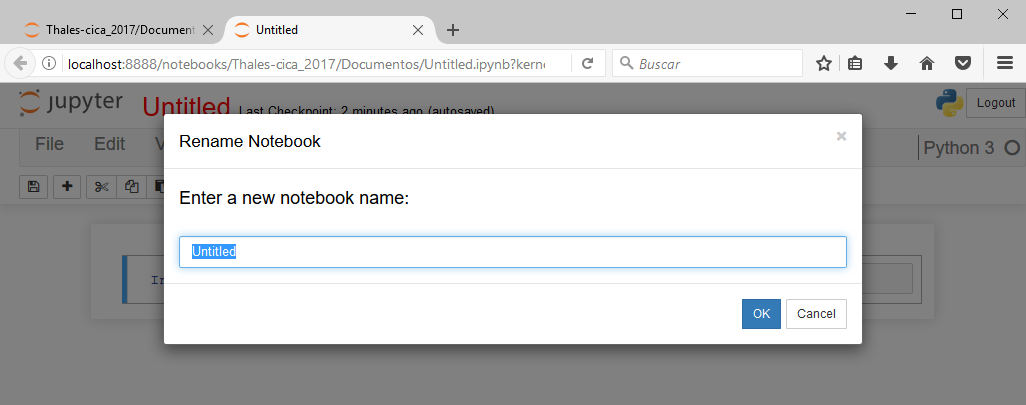 Thales-cica_2017/Document
Untitled
localhost:8888/notebooks/Thales-cica_2017/Documentos/Untitled.ipynb?kerne
Buscar
jupyter
Untitled
Last Checkpoint: 2 minutes ago (autosaved)
Logout
File
Edit
V
Python 3
Rename Notebook
Enter a new notebook name:
Untitled
OK
Cancel
In